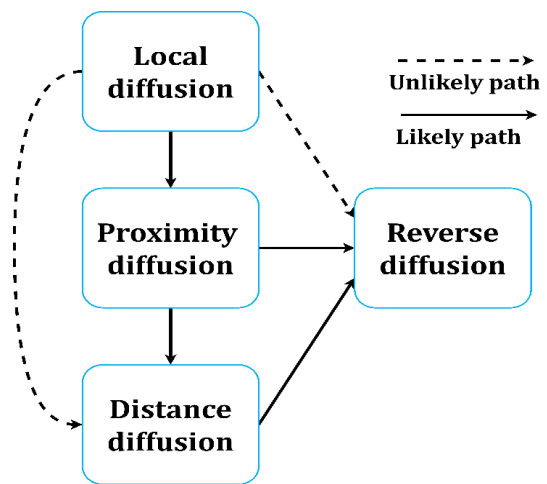 Local
diffusion
Unlikely path
Likely path
Proximity
diffusion
Reverse
diffusion
Distance
diffusion